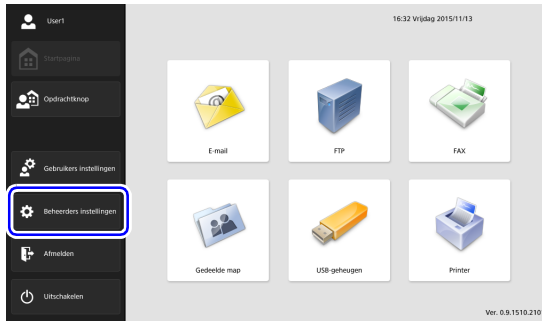 User1
16:32 Vrijdag 2015/11/13
Startpagina
Opdrachtknop
Gebruikers instellingen
Beheerders instellingen
Afmelden
Uitschakelen
E-mail
FTP
FAX
Gedeelde map
USB-geheugen
Printer
Ver. 0.9.1510.210